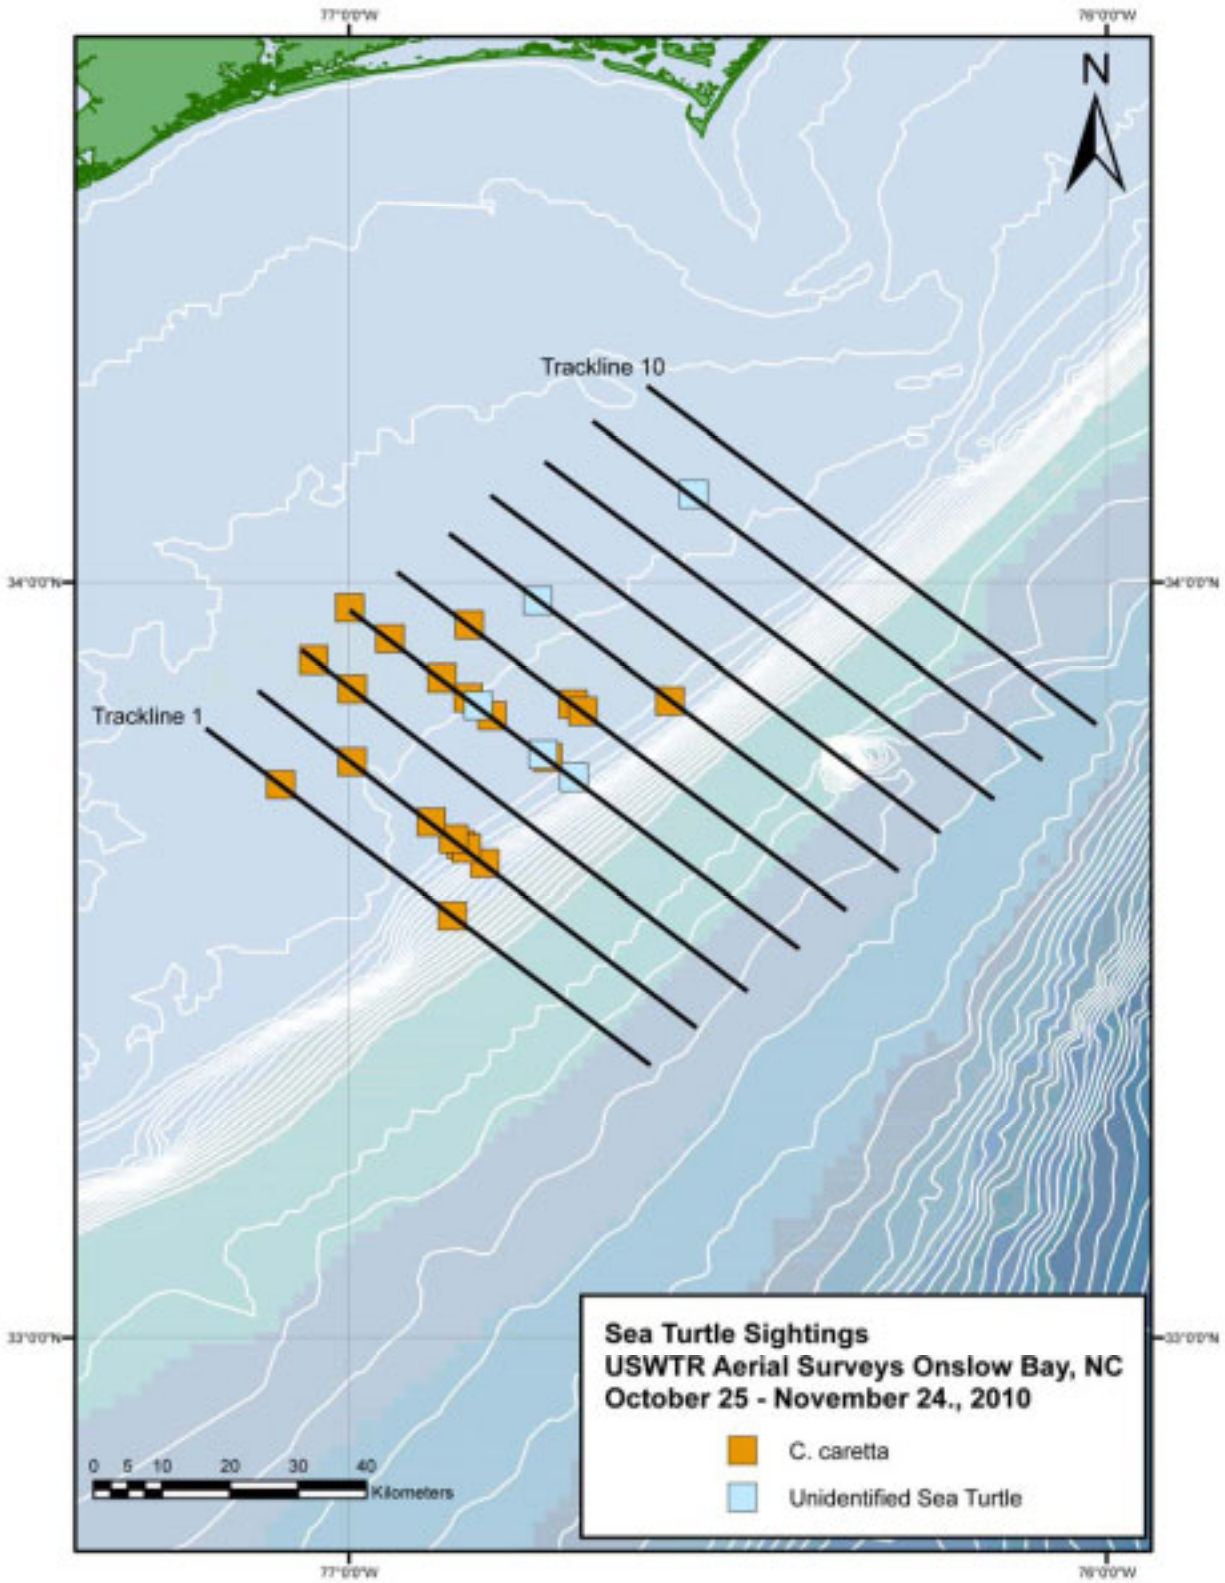 77°0'0"W
76°0'0"W
N
Trackline 10
34°0'0"N
34°0'0"N
Trackline 1
33°0'0"N
33°0'0"N
Sea Turtle Sightings
USWTR Aerial Surveys Onslow Bay, NC
October 25 - November 24., 2010
C. caretta
Unidentified Sea Turtle
0 5 10 20 30 40
Kilometers
77°0'0"W
76°0'0"W